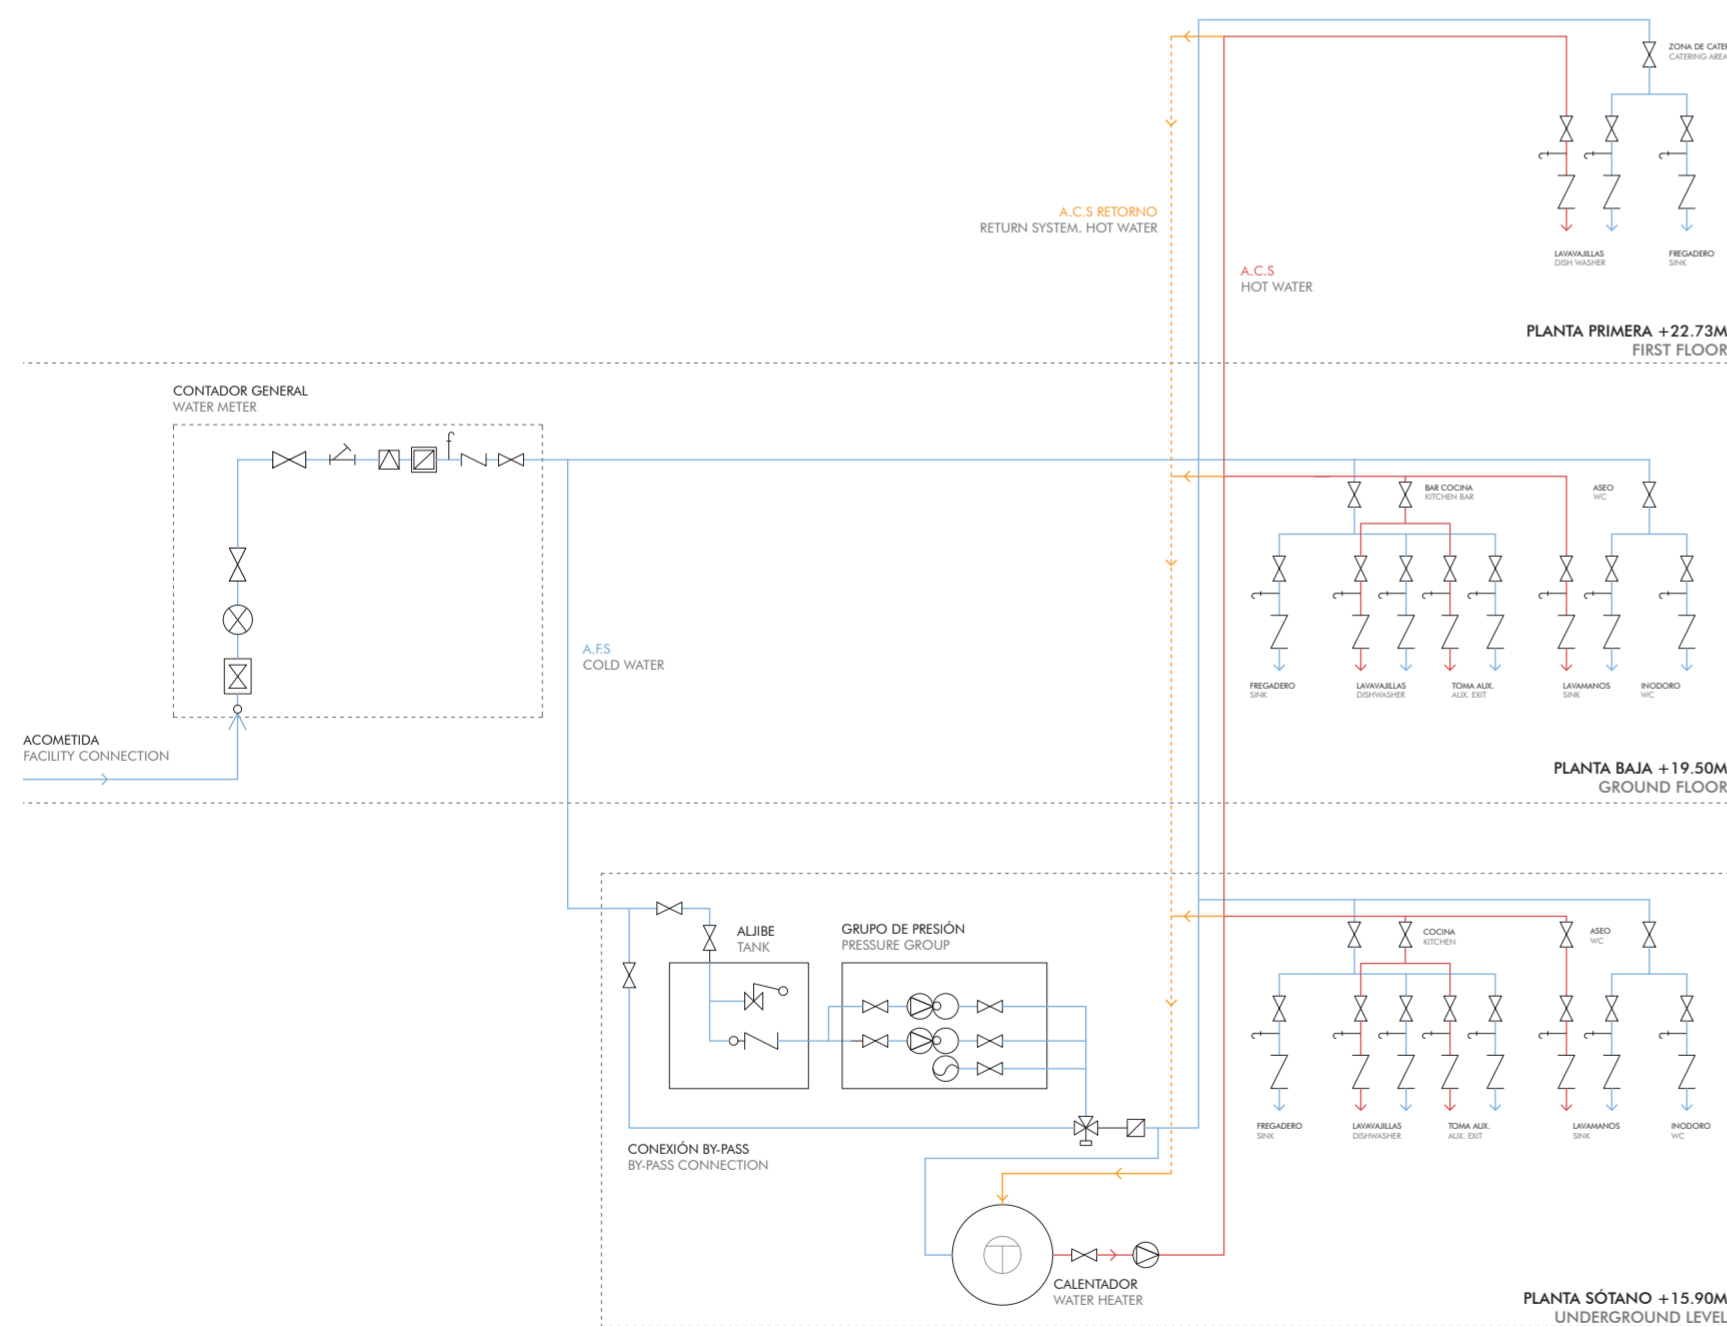 ZONA DE CATER
CATERING AREA
A.C.S RETORNO
RETURN SYSTEM. HOT WATER
A.C.S
HOT WATER
LAVAVAJILLAS
DISH WASHER
FREGADERO
SINK
PLANTA PRIMERA +22.73M
FIRST FLOOR
CONTADOR GENERAL
WATER METER
BAR COCINA
KITCHEN BAR
ASEO
WC
A.F.S
COLD WATER
FREGADERO
SINK
LAVAVAJILLAS
DISHWASHER
TOMA AUX.
AUX. EXIT
LAVAMANOS
SINK
INODORO
WC
ACOMETIDA
FACILITY CONNECTION
PLANTA BAJA +19.50M
GROUND FLOOR
ALJIBE
TANK
GRUPO DE PRESIÓN
PRESSURE GROUP
COCINA
KITCHEN
ASEO
WC
FREGADERO
SINK
LAVAVAJILLAS
DISHWASHER
TOMA AUX.
AUX. EXIT
LAVAMANOS
SINK
INODORO
WC
CONEXIÓN BY-PASS
BY-PASS CONNECTION
CALENTADOR
WATER HEATER
PLANTA SÓTANO +15.90M
UNDERGROUND LEVEL